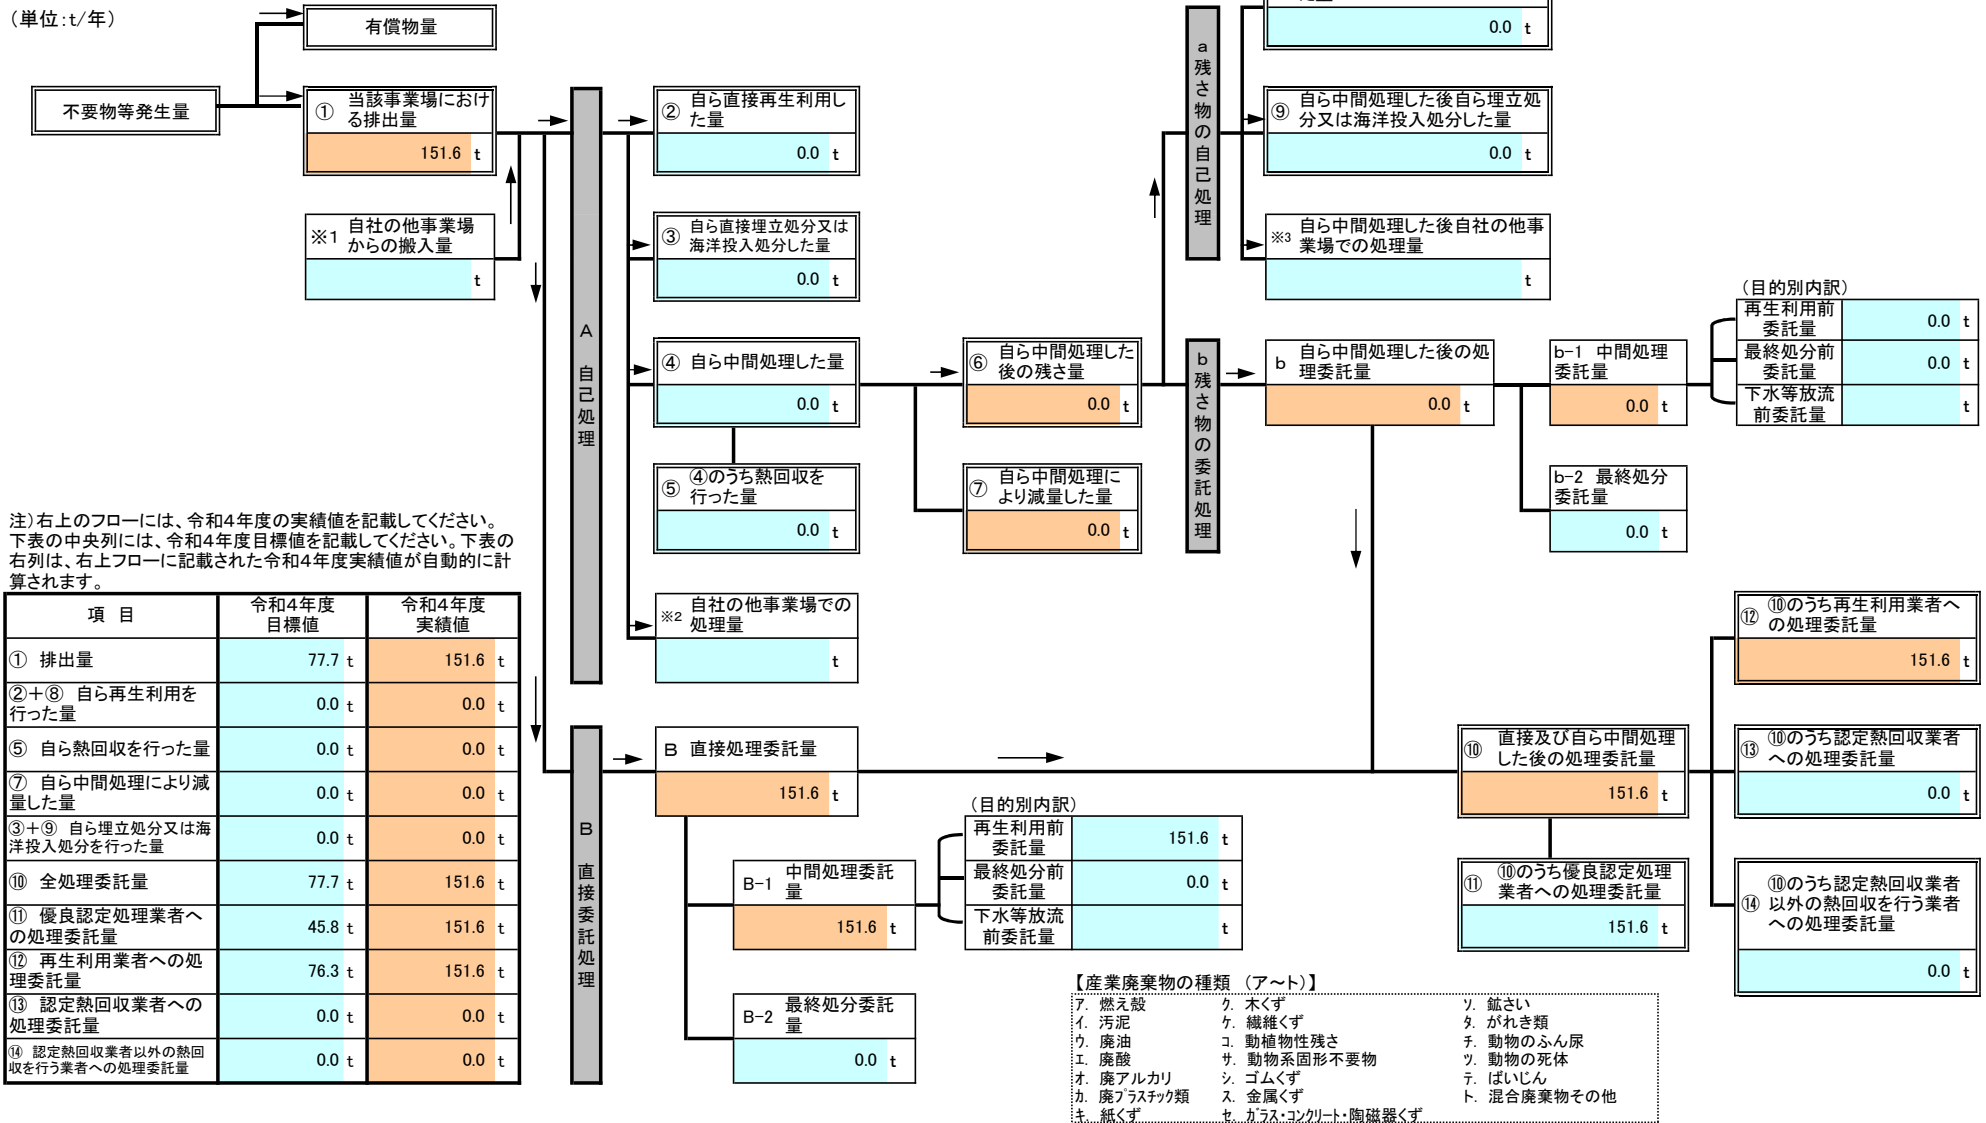 (単位:t/年)
有償物量
不要物等発生量
① 当該事業場におけ
る排出量
151.6 t
※1 自社の他事業場
からの搬入量
t
A 自己処理
② 自ら直接再生利用し
た量
0.0 t
③ 自ら直接埋立処分又は
海洋投入処分した量
0.0 t
④ 自ら中間処理した量
0.0 t
⑤ ④のうち熱回収を
行った量
0.0 t
※2 自社の他事業場での
処理量
t
⑥ 自ら中間処理した
後の残さ量
0.0 t
⑦ 自ら中間処理に
より減量した量
0.0 t
a 残さ物の自己処理
0.0 t
⑨ 自ら中間処理した後自ら埋立処
分又は海洋投入処分した量
0.0 t
※3 自ら中間処理した後自社の他事
業場での処理量
t
b 残さ物の委託処理
b 自ら中間処理した後の処
理委託量
0.0 t
b-1 中間処理
委託量
0.0 t
b-2 最終処分
委託量
0.0 t
(目的別内訳)
再生利用前
委託量 0.0 t
最終処分前
委託量 0.0 t
下水等放流
前委託量 t
注)右上のフローには、令和4年度の実績値を記載してください。
下表の中央列には、令和4年度目標値を記載してください。下表の
右列は、右上フローに記載された令和4年度実績値が自動的に計
算されます。
項 目 令和4年度
目標値 令和4年度
実績値
① 排出量 77.7 t 151.6 t
②+⑧ 自ら再生利用を
行った量 0.0 t 0.0 t
⑤ 自ら熱回収を行った量 0.0 t 0.0 t
⑦ 自ら中間処理により減
量した量 0.0 t 0.0 t
③+⑨ 自ら埋立処分又は海
洋投入処分を行った量 0.0 t 0.0 t
⑩ 全処理委託量 77.7 t 151.6 t
⑪ 優良認定処理業者へ
の処理委託量 45.8 t 151.6 t
⑫ 再生利用業者への処
理委託量 76.3 t 151.6 t
⑬ 認定熱回収業者への
処理委託量 0.0 t 0.0 t
⑭ 認定熱回収業者以外の熱回
収を行う業者への処理委託量 0.0 t 0.0 t
B 直接委託処理
B 直接処理委託量
151.6 t
B-1 中間処理委託
量
151.6 t
B-2 最終処分委託
量
0.0 t
(目的別内訳)
再生利用前
委託量 151.6 t
最終処分前
委託量 0.0 t
下水等放流
前委託量 t
⑩ 直接及び自ら中間処理
した後の処理委託量
151.6 t
⑪ ⑩のうち優良認定処理
業者への処理委託量
151.6 t
⑫ ⑩のうち再生利用業者へ
の処理委託量
151.6 t
⑬ ⑩のうち認定熱回収業者
への処理委託量
0.0 t
⑭ ⑩のうち認定熱回収業者
以外の熱回収を行う業者
への処理委託量
0.0 t
【産業廃棄物の種類 (ア~ト)】
ア. 燃え殻 ク. 木くず ソ. 鉱さい
イ. 汚泥 ケ. 繊維くず タ. がれき類
ウ. 廃油 コ. 動植物性残さ チ. 動物のふん尿
エ. 廃酸 サ. 動物系固形不要物 ツ. 動物の死体
オ. 廃アルカリ シ. ゴムくず テ. ばいじん
カ. 廃プラスチック類 ス. 金属くず ト. 混合廃棄物その他
キ. 紙くず セ. ガラス・コンクリート・陶磁器くず